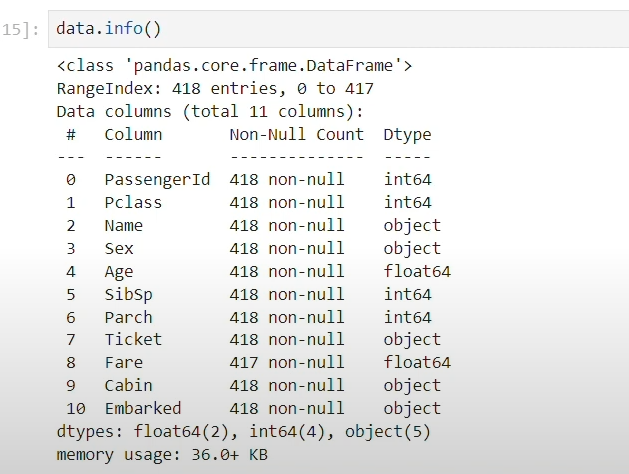 15]: data.info()
<class 'pandas.core.frame.DataFrame'>
RangeIndex: 418 entries, 0 to 417
Data columns (total 11 columns):
 #   Column       Non-Null Count  Dtype
---  ------       --------------  -----
 0   PassengerId  418 non-null    int64
 1   Pclass       418 non-null    int64
 2   Name         418 non-null    object
 3   Sex          418 non-null    object
 4   Age          418 non-null    float64
 5   SibSp        418 non-null    int64
 6   Parch        418 non-null    int64
 7   Ticket       418 non-null    object
 8   Fare         417 non-null    float64
 9   Cabin        418 non-null    object
 10  Embarked     418 non-null    object
dtypes: float64(2), int64(4), object(5)
memory usage: 36.0+ KB